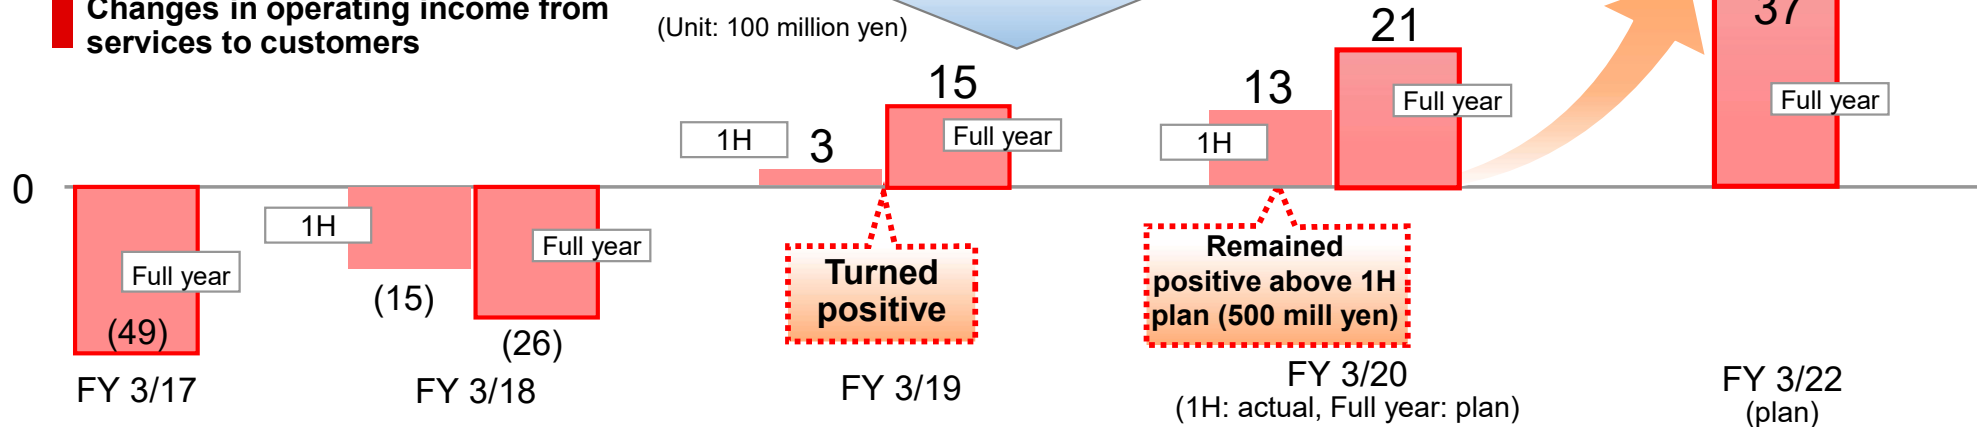 Changes in operating income from
services to customers
(Unit: 100 million yen)
0
Full year
(49)
FY 3/17
1H
(15)
Full year
(26)
FY 3/18
1H
3
15
Full year
Turned
positive
FY 3/19
1H
13
21
Full year
Remained
positive above 1H
plan (500 mill yen)
FY 3/20
(1H: actual, Full year: plan)
37
Full year
FY 3/22
(plan)